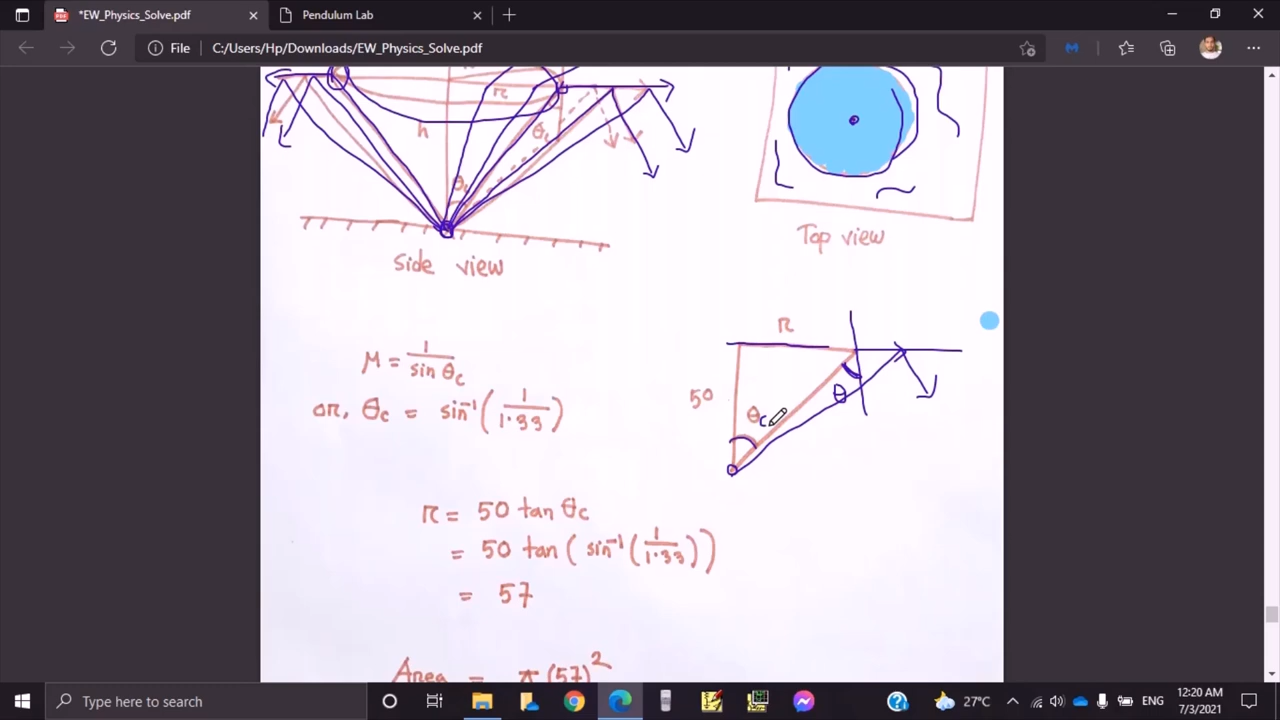 *EW_Physics_Solve.pdf
Pendulum Lab
File
C:/Users/Hp/Downloads/EW_Physics_Solve.pdf
r
h
θc
θc
Side view
Top view
μ = 1/sin θc
or, θc = sin⁻¹(1/1.33)
r
50
θc
θ
r = 50 tan θc
= 50 tan(sin⁻¹(1/1.33))
= 57
Area = π(57)²
Type here to search
27°C
ENG
12:20 AM
7/3/2021